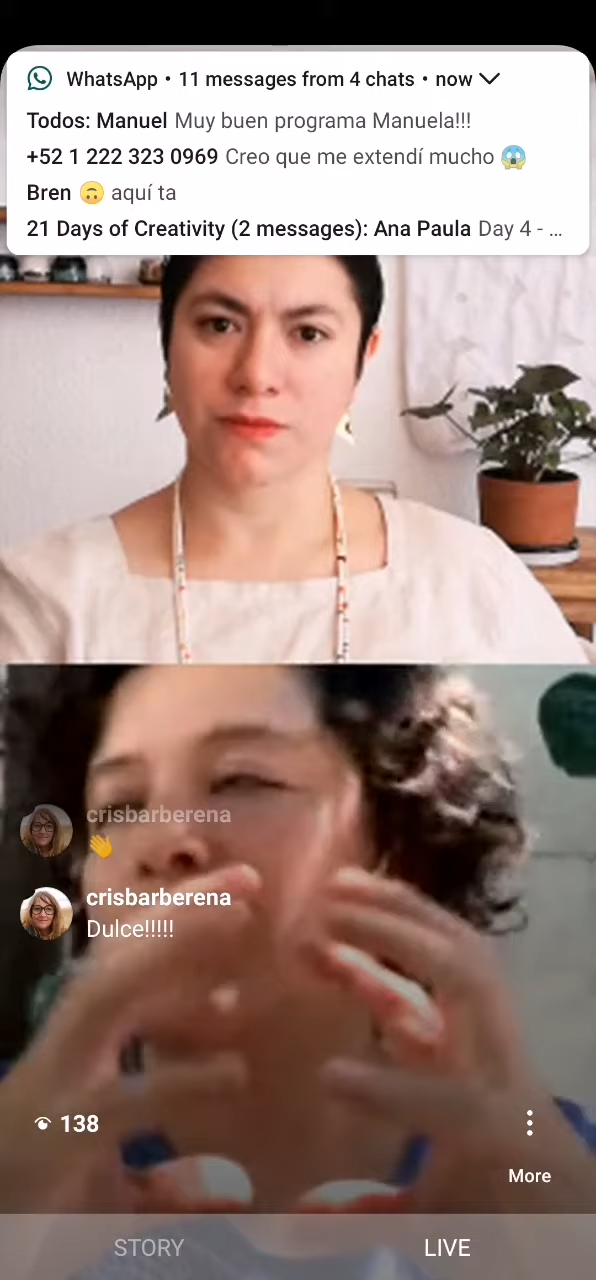 WhatsApp • 11 messages from 4 chats • now
Todos: Manuel Muy buen programa Manuela!!!
+52 1 222 323 0969 Creo que me extendí mucho 😱
Bren 🙃 aquí ta
21 Days of Creativity (2 messages): Ana Paula Day 4 - ...
crisbarberena
👋
crisbarberena
Dulce!!!!!
138
More
STORY
LIVE